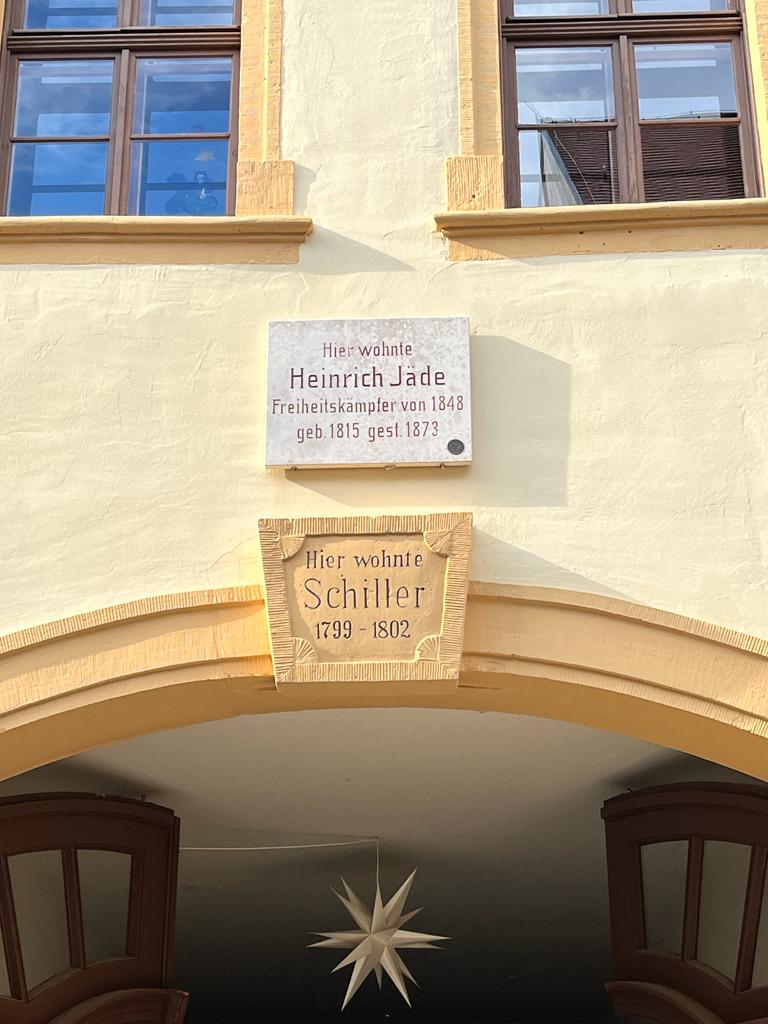 Hier wohnte
Heinrich Jäde
Freiheitskämpfer von 1848
geb. 1815 gest. 1873
Hier wohnte
Schiller
1799 - 1802